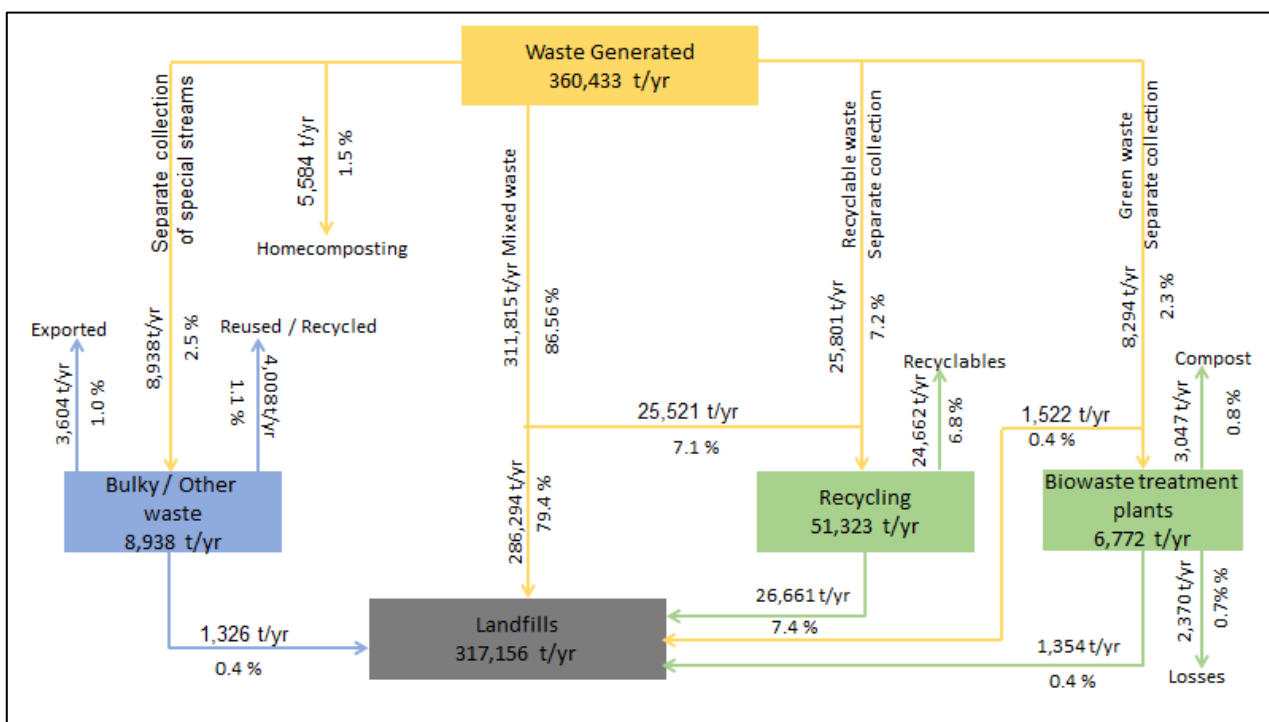 Waste Generated
360,433 t/yr
Separate collection
of special streams
5,584 t/yr
1.5 %
Homecomposting
311,815 t/yr Mixed waste
86.56 %
Recyclable waste
Separate collection
25,801 t/yr
7.2 %
Green waste
Separate collection
8,294 t/yr
2.3 %
8,938 t/yr
2.5 %
Exported
3,604 t/yr
1.0 %
Reused / Recycled
4,008 t/yr
1.1 %
25,521 t/yr
7.1 %
Recyclables
24,662 t/yr
6.8 %
1,522 t/yr
0.4 %
Compost
3,047 t/yr
0.8 %
Bulky / Other
waste
8,938 t/yr
286,294 t/yr
79.4 %
Recycling
51,323 t/yr
Biowaste treatment
plants
6,772 t/yr
1,326 t/yr
0.4 %
Landfills
317,156 t/yr
26,661 t/yr
7.4 %
1,354 t/yr
0.4 %
2,370 t/yr
0.7% %
Losses